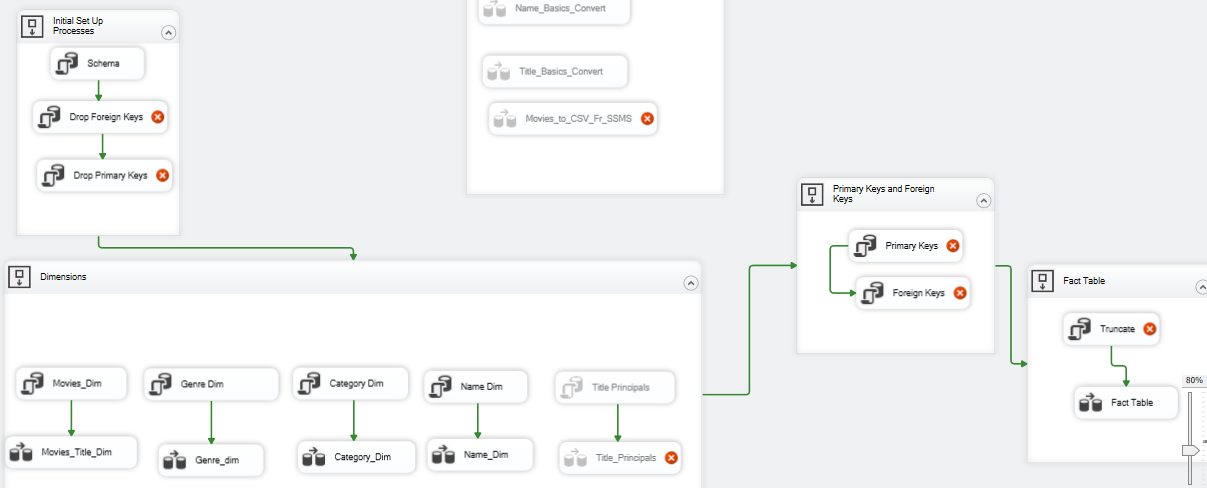 Initial Set Up
Processes
Schema
Drop Foreign Keys
Drop Primary Keys
Name_Basics_Convert
Title_Basics_Convert
Movies_to_CSV_Fr_SSMS
Primary Keys and Foreign
Keys
Primary Keys
Foreign Keys
Dimensions
Movies_Dim
Genre Dim
Category Dim
Name Dim
Title Principals
Movies_Title_Dim
Genre_dim
Category_Dim
Name_Dim
Title_Principals
Fact Table
Truncate
Fact Table
80%